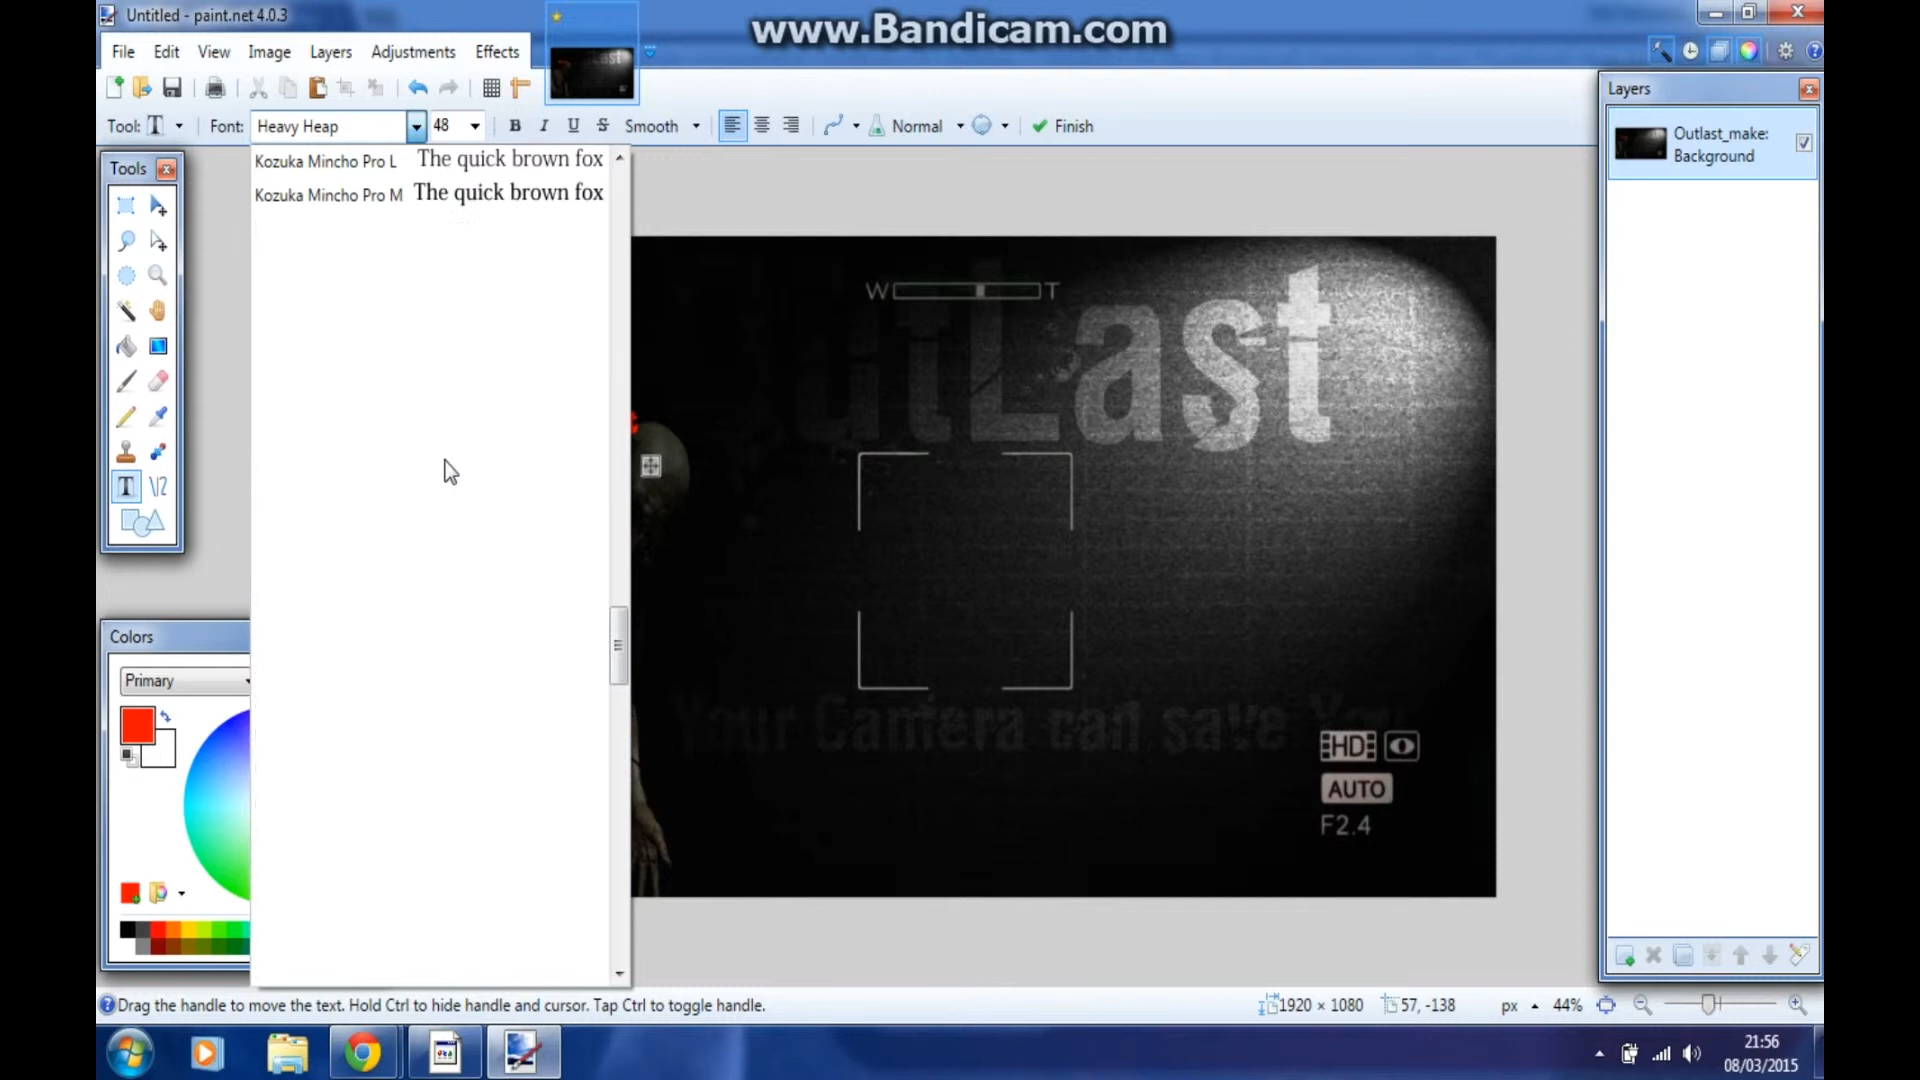 Untitled - paint.net 4.0.3
www.Bandicam.com
File Edit View Image Layers Adjustments Effects
Tool: T Font: Heavy Heap 48 B I U S Smooth Normal Finish
Kozuka Mincho Pro L The quick brown fox
Kozuka Mincho Pro M The quick brown fox
Tools
Layers
Outlast_make:
Background
W T
utLast
Your Camera can save You
HD
AUTO
F2.4
Colors
Primary
Drag the handle to move the text. Hold Ctrl to hide handle and cursor. Tap Ctrl to toggle handle.
1920 × 1080 57, -138 px 44%
21:56
08/03/2015